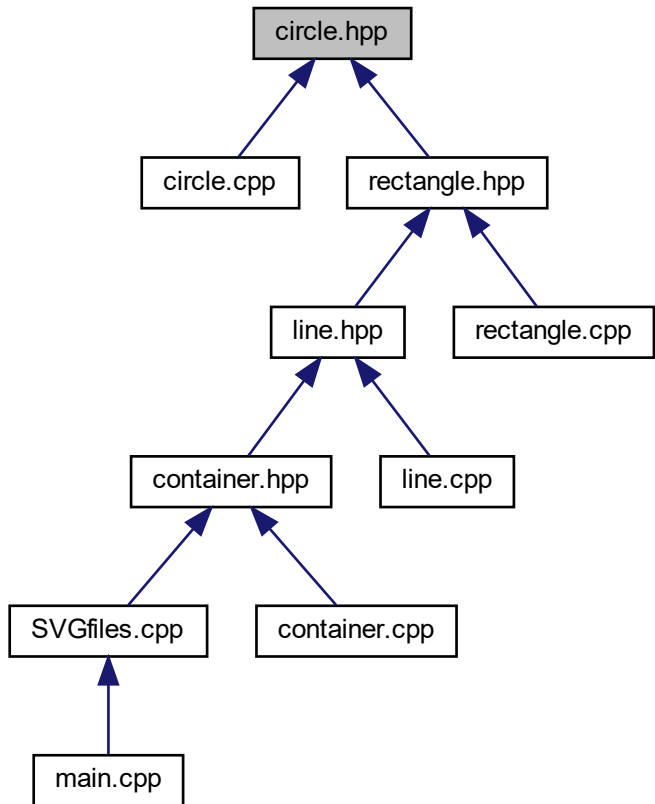 circle.hpp
circle.cpp
rectangle.hpp
line.hpp
rectangle.cpp
container.hpp
line.cpp
SVGfiles.cpp
container.cpp
main.cpp